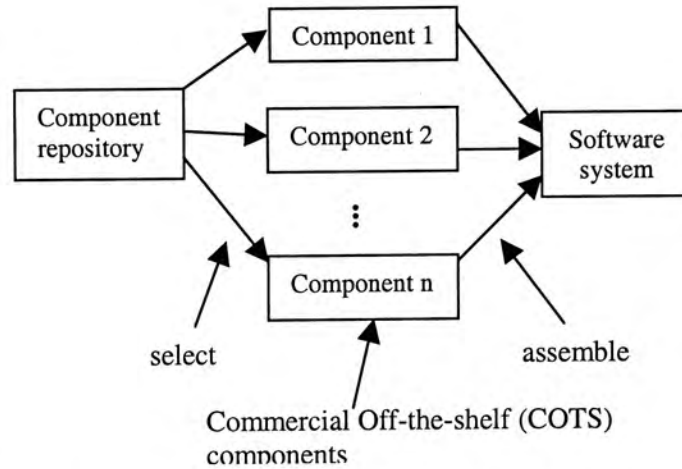 Component 1
Component
repository
Component 2
Software
system
Component n
select
assemble
Commercial Off-the-shelf (COTS)
components